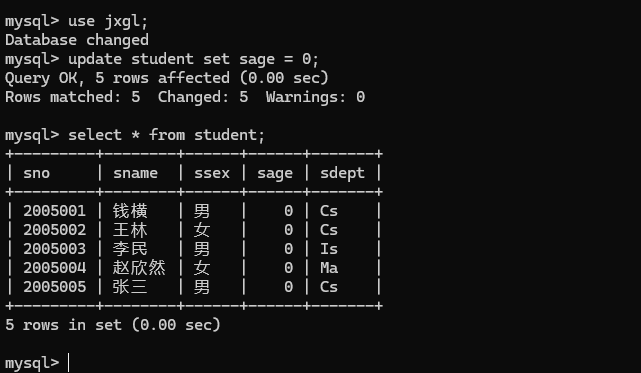 mysql> use jxgl;
Database changed
mysql> update student set sage = 0;
Query OK, 5 rows affected (0.00 sec)
Rows matched: 5  Changed: 5  Warnings: 0
mysql> select * from student;
+---------+--------+------+------+-------+
| sno     | sname  | ssex | sage | sdept |
+---------+--------+------+------+-------+
| 2005001 | 钱横   | 男   |    0 | Cs    |
| 2005002 | 王林   | 女   |    0 | Cs    |
| 2005003 | 李民   | 男   |    0 | Is    |
| 2005004 | 赵欣然 | 女   |    0 | Ma    |
| 2005005 | 张三   | 男   |    0 | Cs    |
+---------+--------+------+------+-------+
5 rows in set (0.00 sec)
mysql>